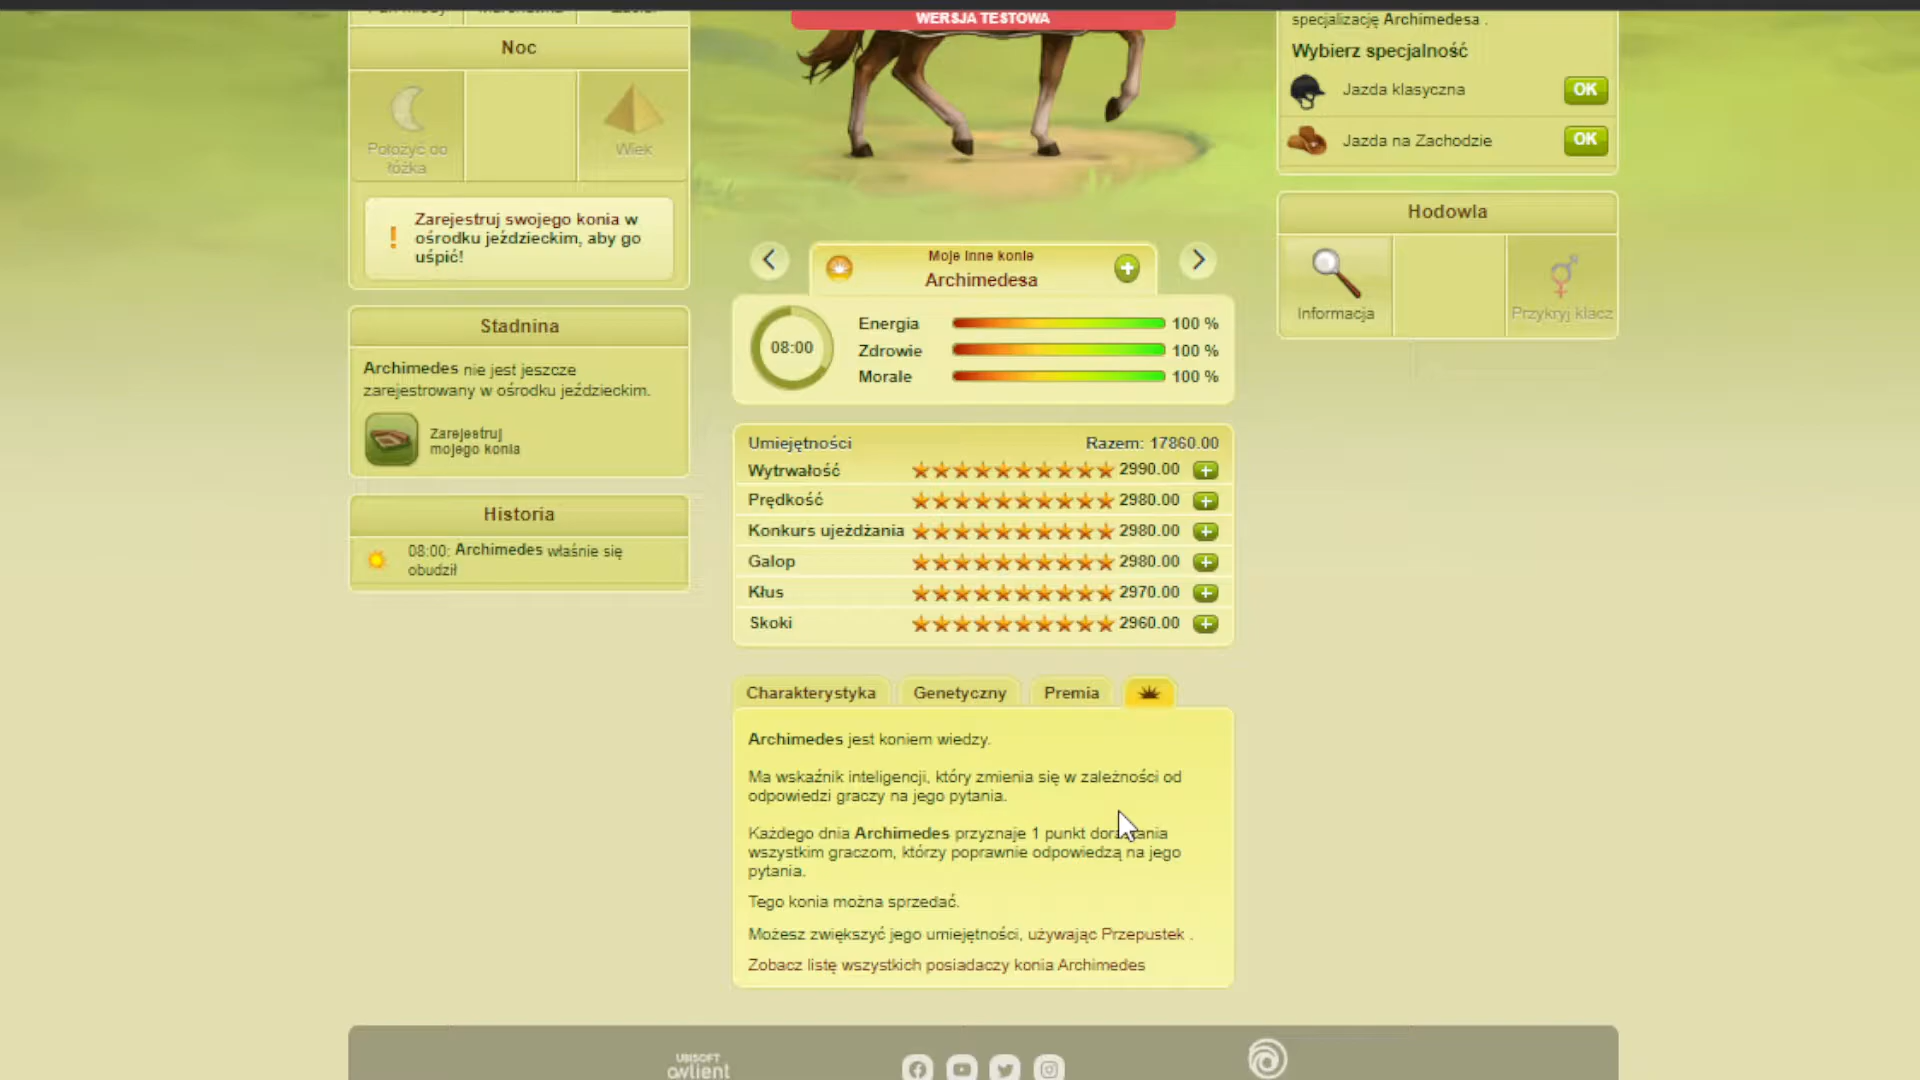 WERSJA TESTOWA
Noc
Położyć do
łóżka
Wiek
Zarejestruj swojego konia w
ośrodku jeździeckim, aby go
uśpić!
Stadnina
Archimedes nie jest jeszcze
zarejestrowany w ośrodku jeździeckim.
Zarejestruj
mojego konia
Historia
08:00: Archimedes właśnie się
obudził
Moje inne konie
Archimedesa
08:00
Energia 100 %
Zdrowie 100 %
Morale 100 %
Umiejętności Razem: 17860.00
Wytrwałość 2990.00
Prędkość 2980.00
Konkurs ujeżdżania 2980.00
Galop 2980.00
Kłus 2970.00
Skoki 2960.00
Charakterystyka Genetyczny Premia
Archimedes jest koniem wiedzy.
Ma wskaźnik inteligencji, który zmienia się w zależności od
odpowiedzi graczy na jego pytania.
Każdego dnia Archimedes przyznaje 1 punkt
wszystkim graczom, którzy poprawnie odpowiedzą na jego
pytania.
Tego konia można sprzedać.
Możesz zwiększyć jego umiejętności, używając Przepustek .
Zobacz listę wszystkich posiadaczy konia Archimedes
specjalizację Archimedesa .
Wybierz specjalność
Jazda klasyczna OK
Jazda na Zachodzie OK
Hodowla
Informacja
Przykryj klacz
UBISOFT
owlient